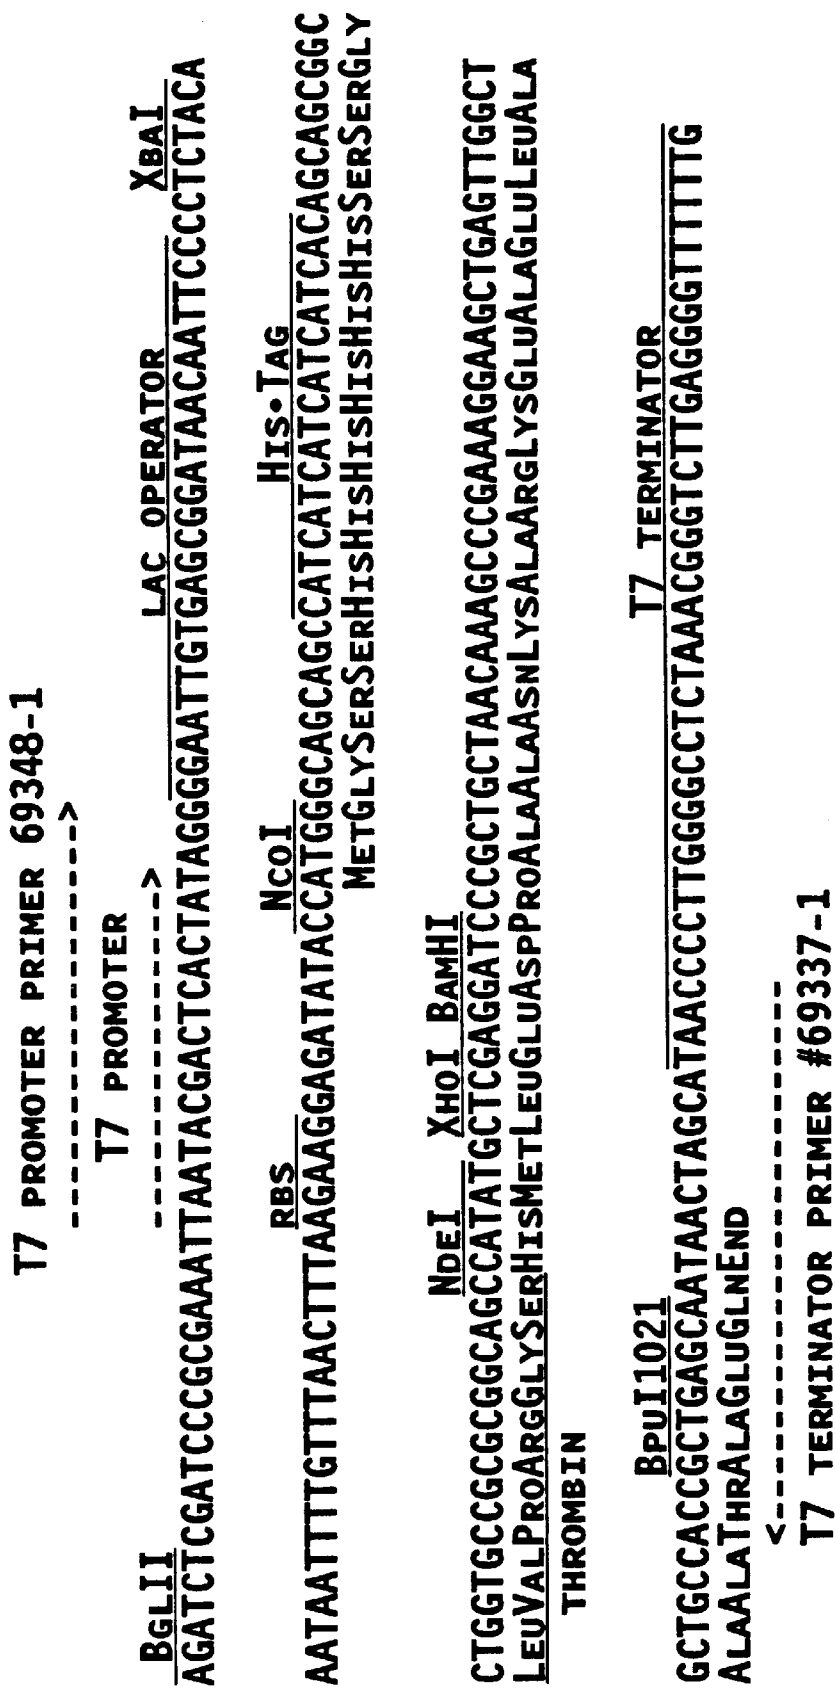 T7 PROMOTER PRIMER 69348-1
--------------->
T7 PROMOTER
------------>
BGLII LAC OPERATOR XBAI
AGATCTCGATCCCGCGAAATTAATACGACTCACTATAGGGGAATTGTGAGCGGATAACAATTCCCCTCTACA
RBS NCOI HIS•TAG
AATAATTTTGTTTAACTTTAAGAAGGAGATATACCATGGGCAGCAGCCATCATCATCATCATCACAGCAGCGGC
METGLYSERSERHISHISHISHISHISHISSERSERGLY
NDEI XHOI BAMHI
CTGGTGCCGCGCGGCAGCCATATGCTCGAGGATCCCGCTGCTAACAAAGCCCGAAAGGAAGCTGAGTTGGCT
LEUVALPROARGGLYSERHISMETLEUGLUASPPROALAALAASNLYSALAARGLYSGLUALAGLULEUALA
THROMBIN
BPUI1021 T7 TERMINATOR
GCTGCCACCGCTGAGCAATAACTAGCATAACCCCTTGGGGCCTCTAAACGGGTCTTGAGGGGTTTTTTG
ALAALATHRALAGLUGLNEND
<------------------
T7 TERMINATOR PRIMER #69337-1